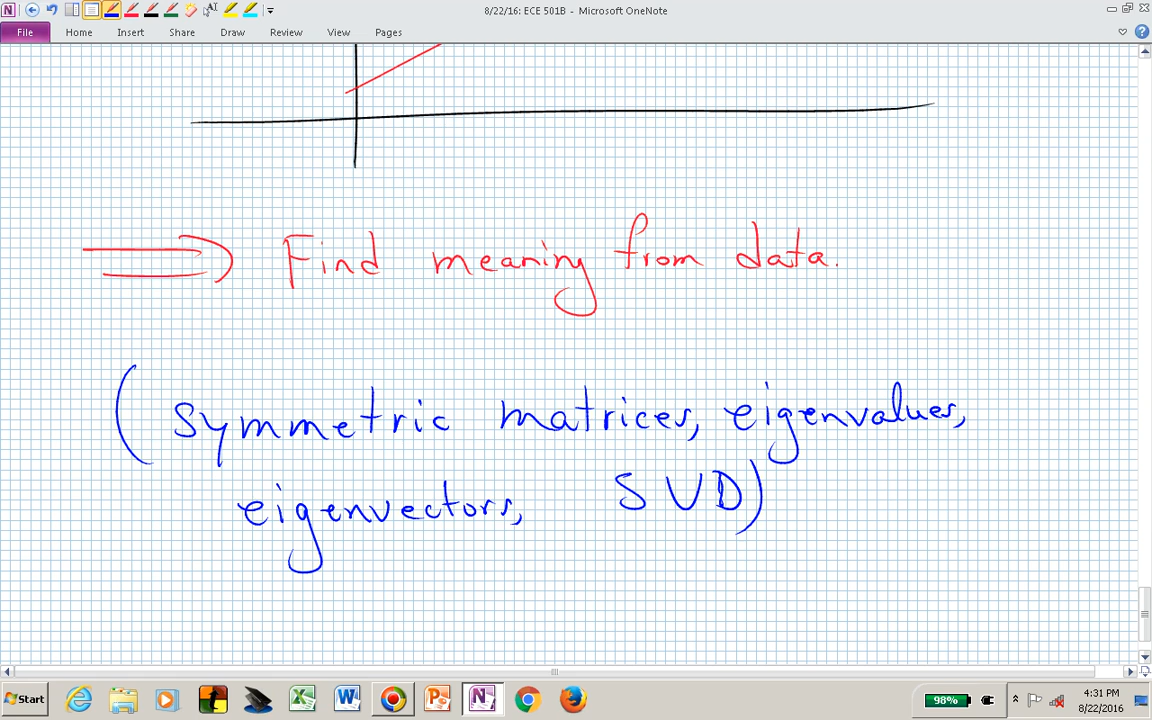 8/22/16: ECE 501B - Microsoft OneNote
File Home Insert Share Draw Review View Pages
⇒ Find meaning from data.
(symmetric matrices, eigenvalues,
eigenvectors, SVD)
Start
98%
4:31 PM
8/22/2016